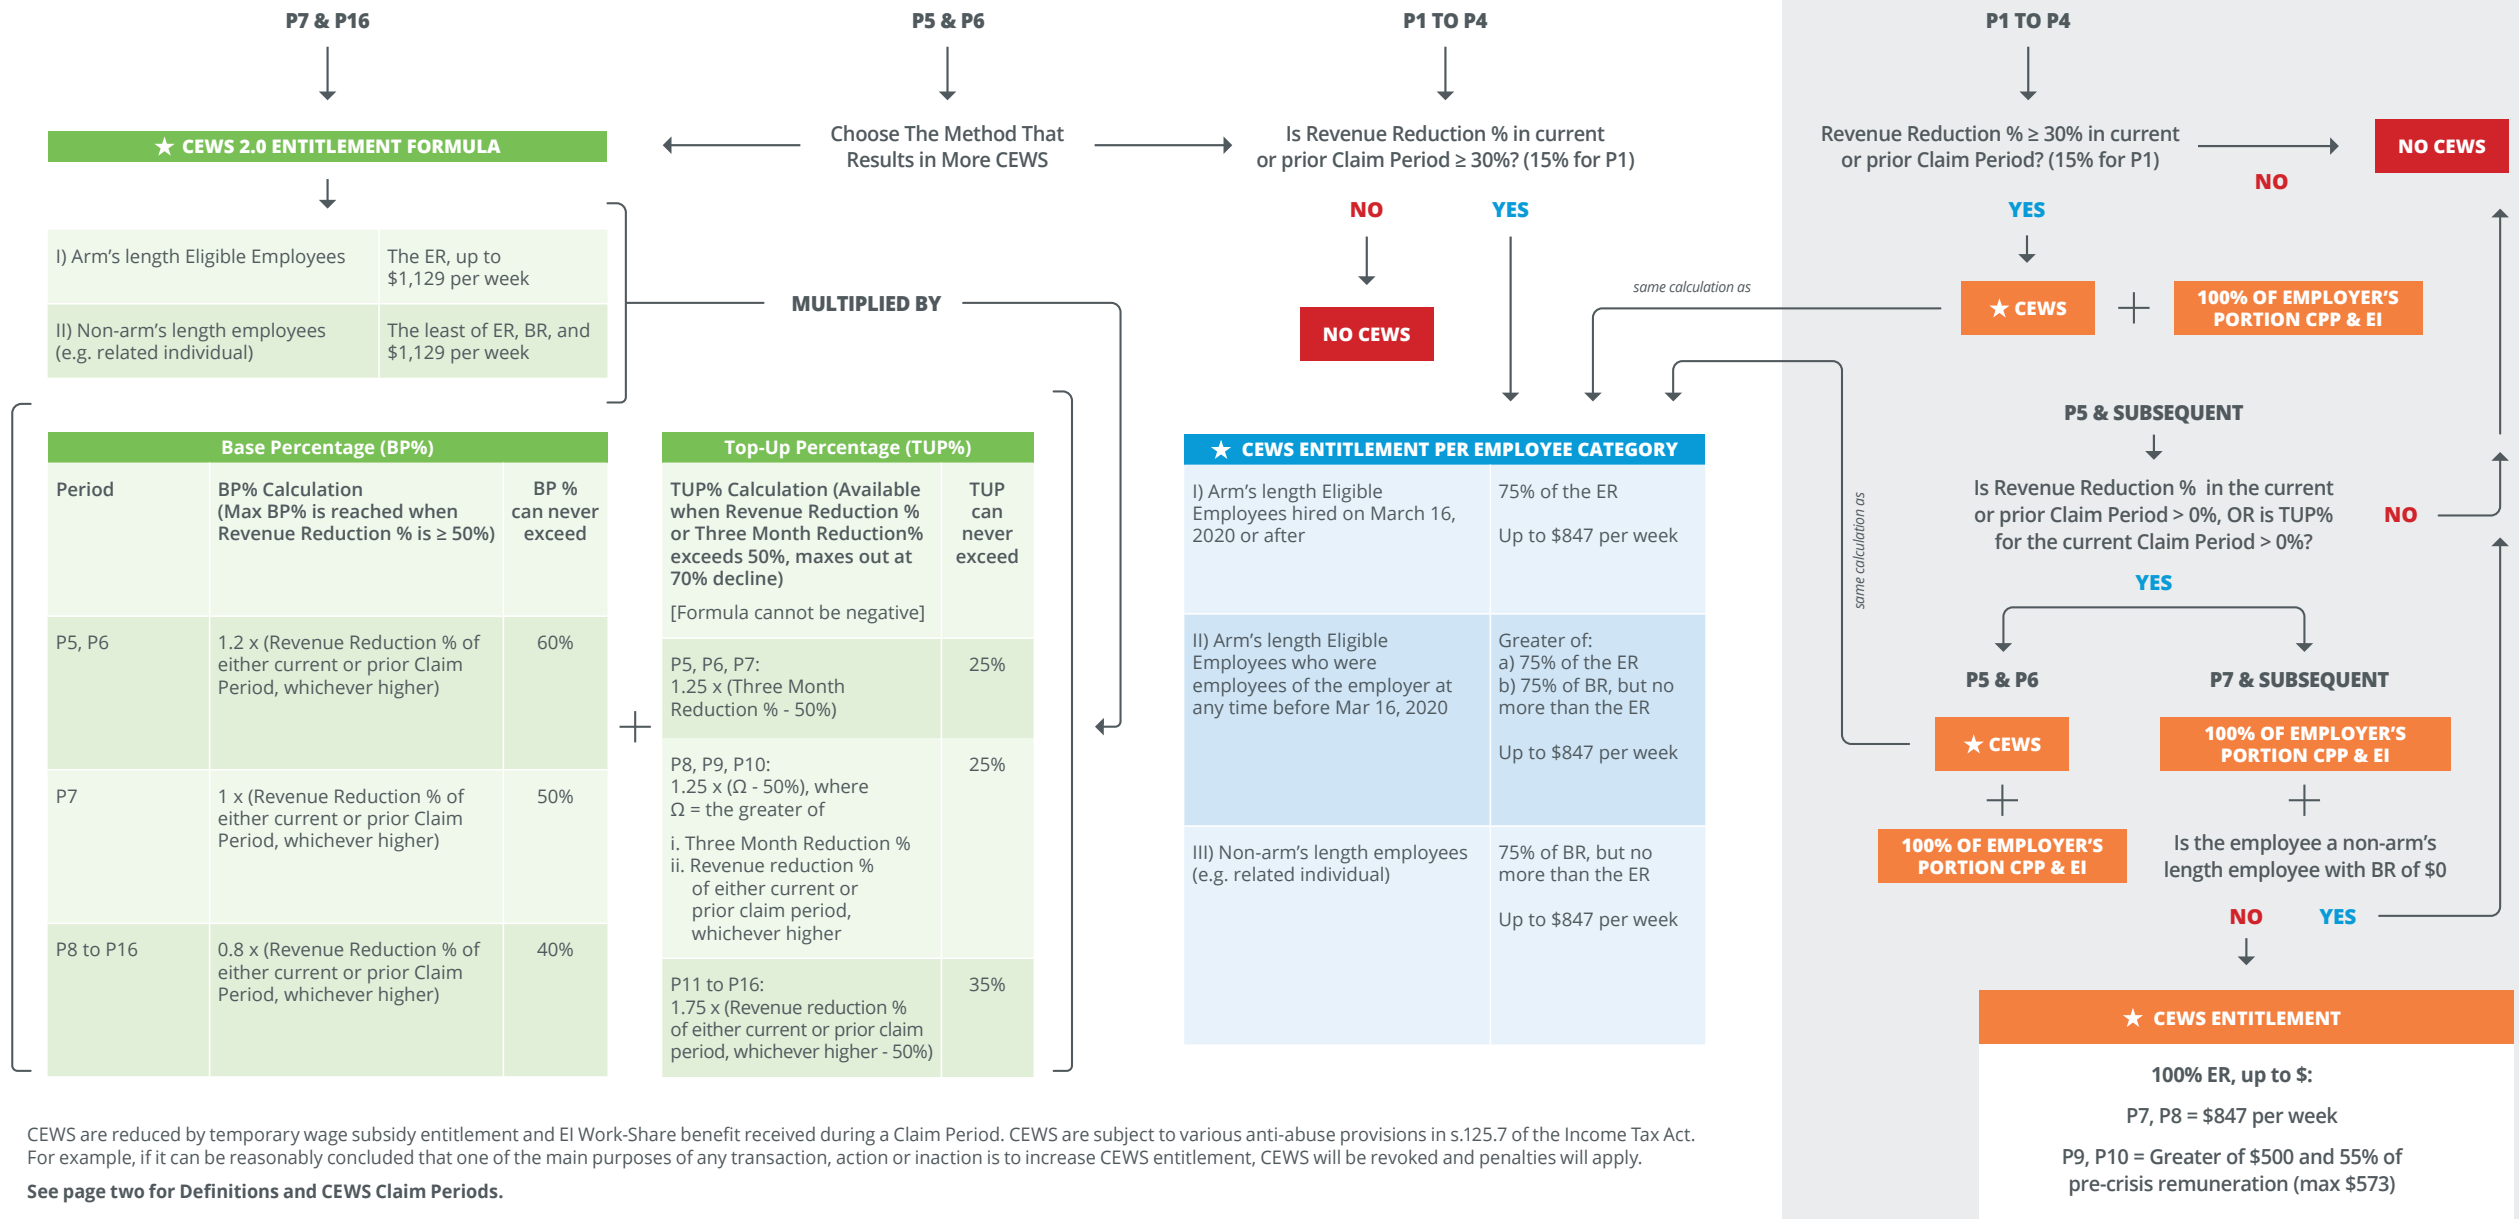 P7 & P16
P5 & P6
P1 TO P4
P1 TO P4
★ CEWS 2.0 ENTITLEMENT FORMULA
Choose The Method That
Results in More CEWS
Is Revenue Reduction % in current
or prior Claim Period ≥ 30%? (15% for P1)
Revenue Reduction % ≥ 30% in current
or prior Claim Period? (15% for P1)
NO
NO CEWS
I) Arm's length Eligible Employees
The ER, up to
$1,129 per week
II) Non-arm's length employees
(e.g. related individual)
The least of ER, BR, and
$1,129 per week
MULTIPLIED BY
NO
YES
NO CEWS
YES
same calculation as
★ CEWS
100% OF EMPLOYER'S
PORTION CPP & EI
Base Percentage (BP%)
Period
BP% Calculation
(Max BP% is reached when
Revenue Reduction % is ≥ 50%)
BP %
can never
exceed
P5, P6
1.2 x (Revenue Reduction % of
either current or prior Claim
Period, whichever higher)
60%
P7
1 x (Revenue Reduction % of
either current or prior Claim
Period, whichever higher)
50%
P8 to P16
0.8 x (Revenue Reduction % of
either current or prior Claim
Period, whichever higher)
40%
Top-Up Percentage (TUP%)
TUP% Calculation (Available
when Revenue Reduction %
or Three Month Reduction%
exceeds 50%, maxes out at
70% decline)
[Formula cannot be negative]
TUP
can
never
exceed
P5, P6, P7:
1.25 x (Three Month
Reduction % - 50%)
25%
P8, P9, P10:
1.25 x (Ω - 50%), where
Ω = the greater of
i. Three Month Reduction %
ii. Revenue reduction %
of either current or
prior claim period,
whichever higher
25%
P11 to P16:
1.75 x (Revenue reduction %
of either current or prior claim
period, whichever higher - 50%)
35%
★ CEWS ENTITLEMENT PER EMPLOYEE CATEGORY
I) Arm's length Eligible
Employees hired on March 16,
2020 or after
75% of the ER
Up to $847 per week
II) Arm's length Eligible
Employees who were
employees of the employer at
any time before Mar 16, 2020
Greater of:
a) 75% of the ER
b) 75% of BR, but no
more than the ER
Up to $847 per week
III) Non-arm's length employees
(e.g. related individual)
75% of BR, but no
more than the ER
Up to $847 per week
same calculation as
P5 & SUBSEQUENT
Is Revenue Reduction % in the current
or prior Claim Period > 0%, OR is TUP%
for the current Claim Period > 0%?
NO
YES
P5 & P6
★ CEWS
100% OF EMPLOYER'S
PORTION CPP & EI
P7 & SUBSEQUENT
100% OF EMPLOYER'S
PORTION CPP & EI
Is the employee a non-arm's
length employee with BR of $0
NO
YES
★ CEWS ENTITLEMENT
100% ER, up to $:
P7, P8 = $847 per week
P9, P10 = Greater of $500 and 55% of
pre-crisis remuneration (max $573)
CEWS are reduced by temporary wage subsidy entitlement and EI Work-Share benefit received during a Claim Period. CEWS are subject to various anti-abuse provisions in s.125.7 of the Income Tax Act.
For example, if it can be reasonably concluded that one of the main purposes of any transaction, action or inaction is to increase CEWS entitlement, CEWS will be revoked and penalties will apply.
See page two for Definitions and CEWS Claim Periods.